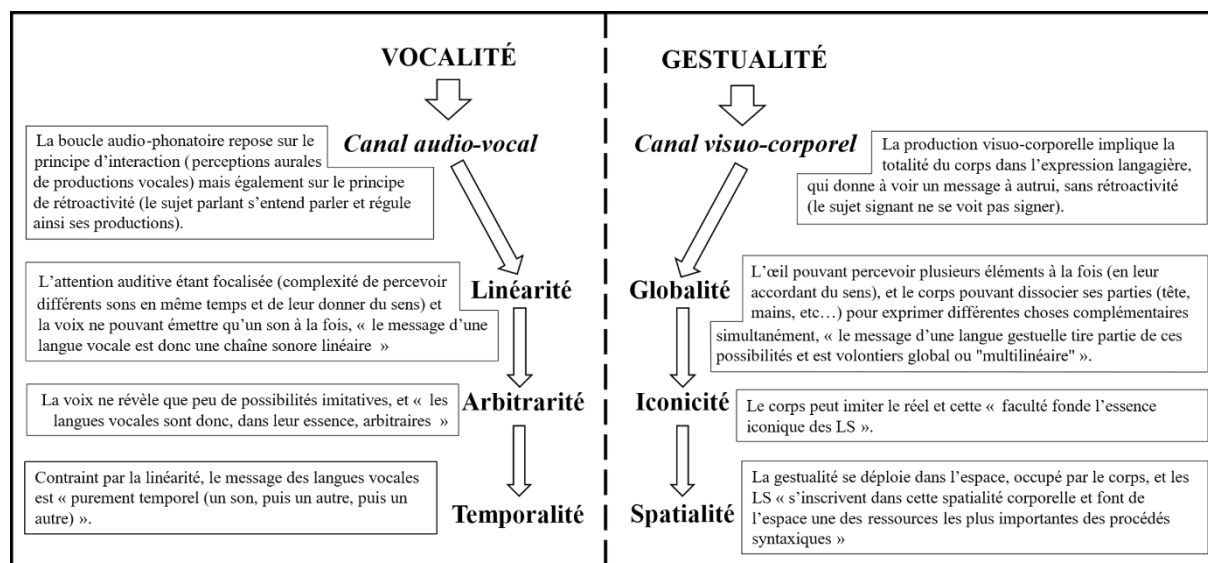 VOCALITÉ
Canal audio-vocal
La boucle audio-phonatoire repose sur le
principe d’interaction (perceptions aurales
de productions vocales) mais également sur le
principe de rétroactivité (le sujet parlant s’entend parler et régule
ainsi ses productions).
L’attention auditive étant focalisée (complexité de percevoir
différents sons en même temps et de leur donner du sens) et
la voix ne pouvant émettre qu’un son à la fois, « le message d’une
langue vocale est donc une chaîne sonore linéaire »
Linéarité
La voix ne révèle que peu de possibilités imitatives, et « les
langues vocales sont donc, dans leur essence, arbitraires »
Arbitrarité
Contraint par la linéarité, le message des langues vocales
est « purement temporel (un son, puis un autre, puis un
autre) ».
Temporalité
GESTUALITÉ
Canal visuo-corporel
La production visuo-corporelle implique la
totalité du corps dans l’expression langagière,
qui donne à voir un message à autrui, sans rétroactivité
(le sujet signant ne se voit pas signer).
Globalité
L’œil pouvant percevoir plusieurs éléments à la fois (en leur
accordant du sens), et le corps pouvant dissocier ses parties (tête,
mains, etc…) pour exprimer différentes choses complémentaires
simultanément, « le message d’une langue gestuelle tire partie de ces
possibilités et est volontiers global ou "multilinéaire" ».
Iconicité
Le corps peut imiter le réel et cette « faculté fonde l’essence
iconique des LS ».
Spatialité
La gestualité se déploie dans l’espace, occupé par le corps, et les
LS « s’inscrivent dans cette spatialité corporelle et font de
l’espace une des ressources les plus importantes des procédés
syntaxiques »